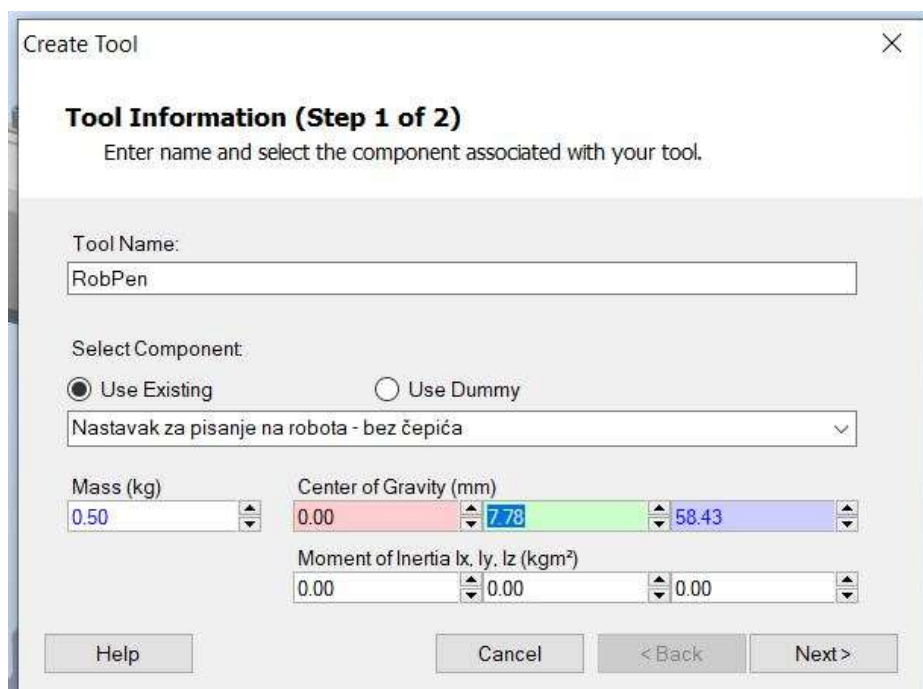 Create Tool
Tool Information (Step 1 of 2)
Enter name and select the component associated with your tool.
Tool Name:
RobPen
Select Component:
Use Existing Use Dummy
Nastavak za pisanje na robota - bez čepića
Mass (kg) Center of Gravity (mm)
0.50 0.00 7.78 58.43
Moment of Inertia Ix, Iy, Iz (kgm²)
0.00 0.00 0.00
Help Cancel <Back Next>